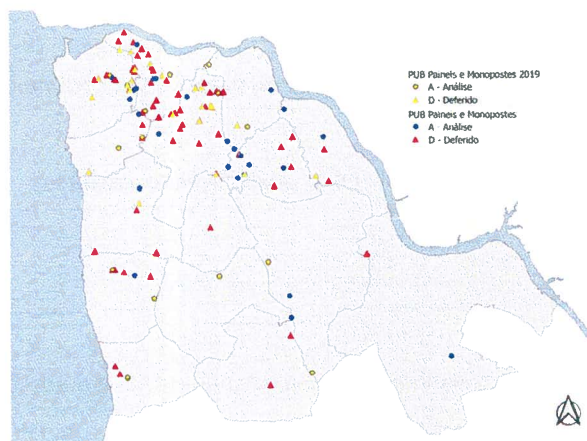 PUB Paineis e Monopostes 2019
A - Análise
D - Deferido
PUB Paineis e Monopostes
A - Análise
D - Deferido